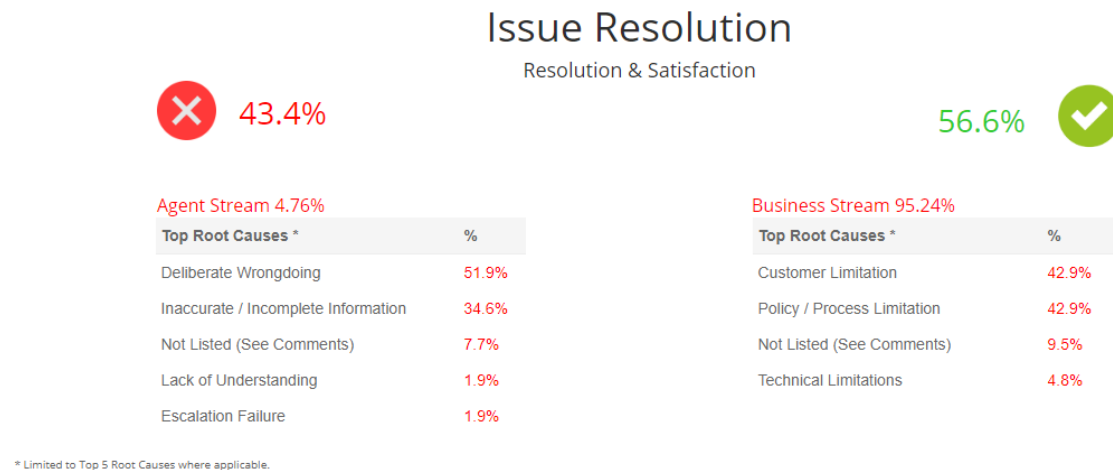 Issue Resolution
Resolution & Satisfaction
43.4%
56.6%
Agent Stream 4.76%
Top Root Causes * %
Deliberate Wrongdoing 51.9%
Inaccurate / Incomplete Information 34.6%
Not Listed (See Comments) 7.7%
Lack of Understanding 1.9%
Escalation Failure 1.9%
Business Stream 95.24%
Top Root Causes * %
Customer Limitation 42.9%
Policy / Process Limitation 42.9%
Not Listed (See Comments) 9.5%
Technical Limitations 4.8%
* Limited to Top 5 Root Causes where applicable.